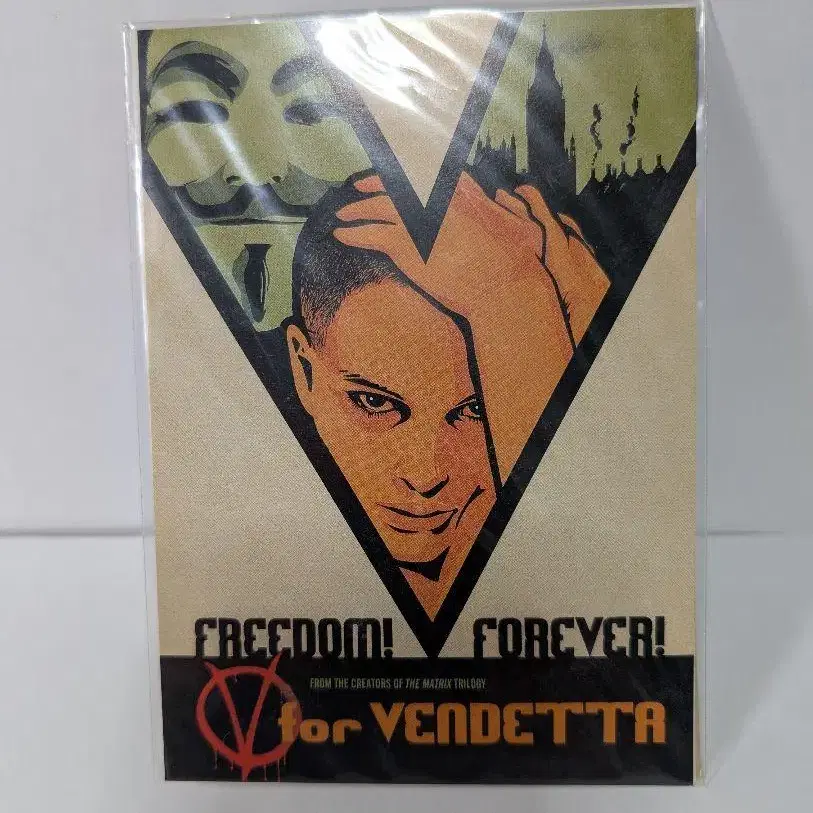 FREEDOM! FOREVER!
FROM THE CREATORS OF THE MATRIX TRILOGY
V for VENDETTA